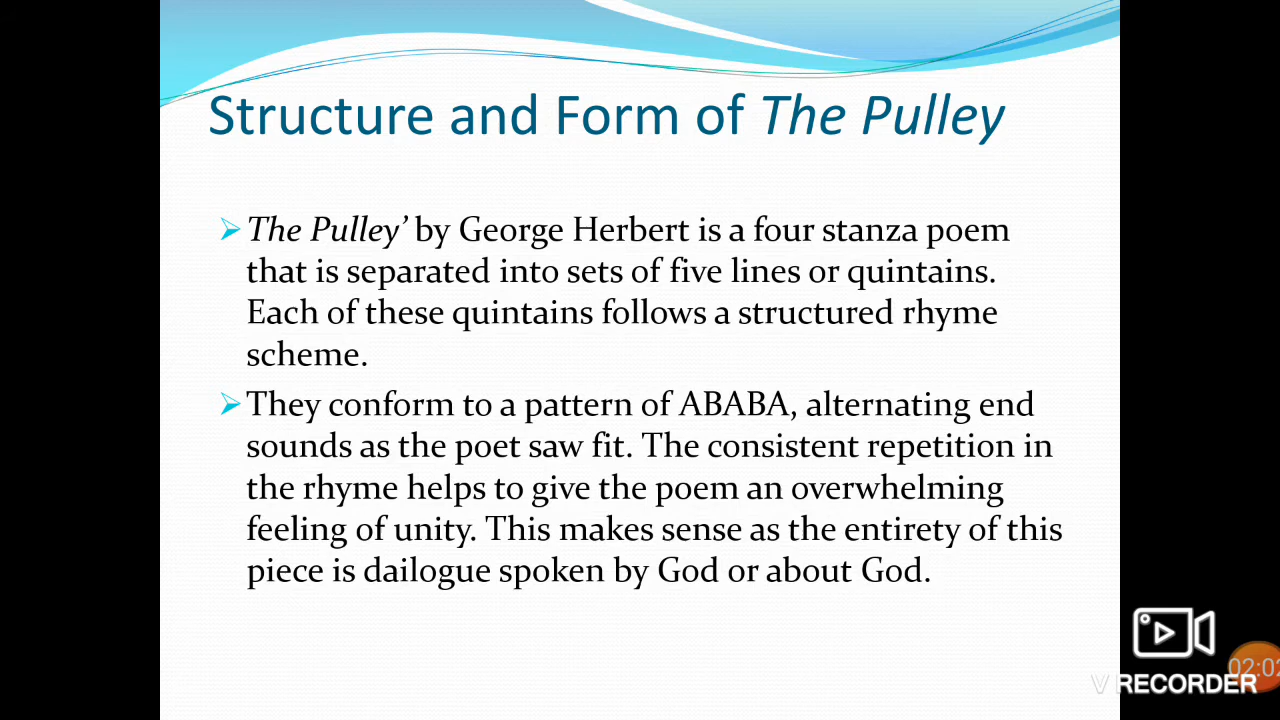 Structure and Form of The Pulley
The Pulley’ by George Herbert is a four stanza poem
that is separated into sets of five lines or quintains.
Each of these quintains follows a structured rhyme
scheme.
They conform to a pattern of ABABA, alternating end
sounds as the poet saw fit. The consistent repetition in
the rhyme helps to give the poem an overwhelming
feeling of unity. This makes sense as the entirety of this
piece is dailogue spoken by God or about God.
02:02
V RECORDER